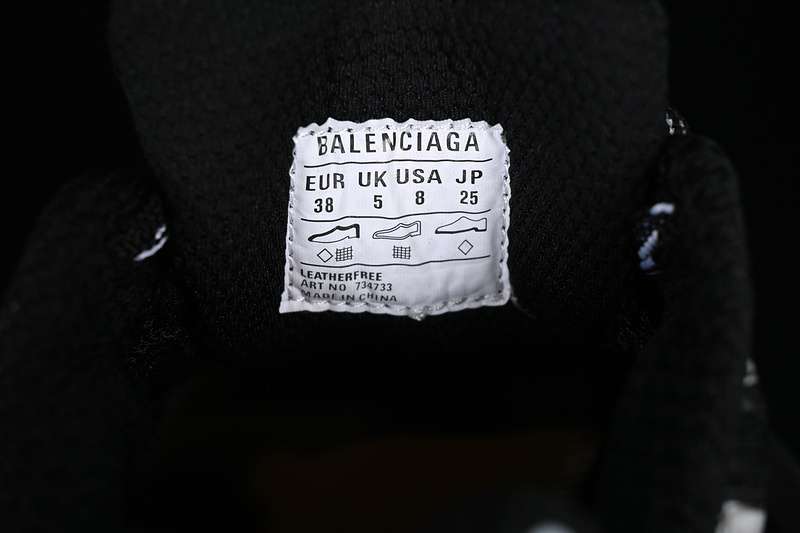 BALENCIAGA
EUR UK USA JP
38 5 8 25
LEATHERFREE
ART NO 734733
MADE IN CHINA